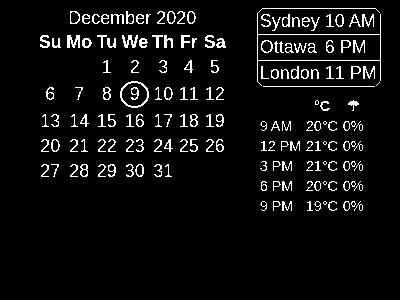 December 2020
Su Mo Tu We Th Fr Sa
1 2 3 4 5
6 7 8 9 10 11 12
13 14 15 16 17 18 19
20 21 22 23 24 25 26
27 28 29 30 31
Sydney 10 AM
Ottawa 6 PM
London 11 PM
°C ☂
9 AM 20°C 0%
12 PM 21°C 0%
3 PM 21°C 0%
6 PM 20°C 0%
9 PM 19°C 0%